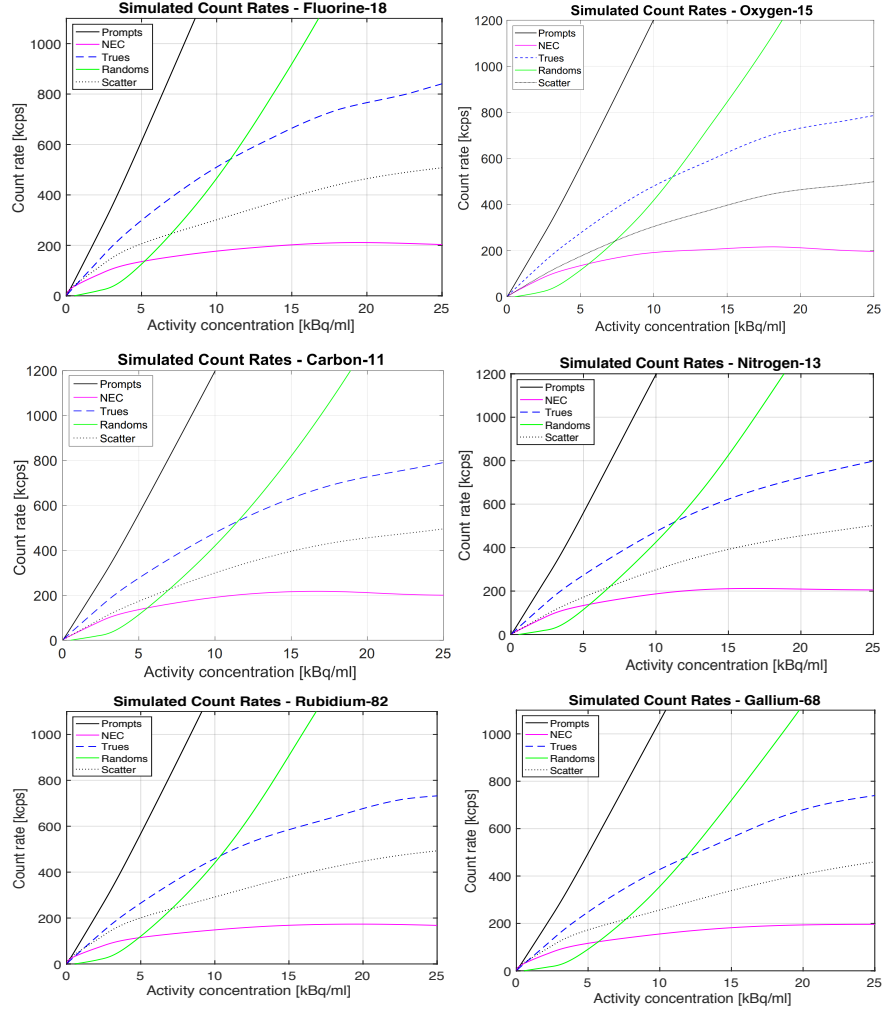 Simulated Count Rates - Fluorine-18
Prompts
NEC
Trues
Randoms
Scatter
Count rate [kcps]
1000
800
600
400
200
0
0 5 10 15 20 25
Activity concentration [kBq/ml]
Simulated Count Rates - Oxygen-15
Prompts
NEC
Trues
Randoms
Scatter
Count rate [kcps]
1200
1000
800
600
400
200
0
0 5 10 15 20 25
Activity concentration [kBq/ml]
Simulated Count Rates - Carbon-11
Prompts
NEC
Trues
Randoms
Scatter
Count rate [kcps]
1200
1000
800
600
400
200
0
0 5 10 15 20 25
Activity concentration [kBq/ml]
Simulated Count Rates - Nitrogen-13
Prompts
NEC
Trues
Randoms
Scatter
Count rate [kcps]
1200
1000
800
600
400
200
0
0 5 10 15 20 25
Activity concentration [kBq/ml]
Simulated Count Rates - Rubidium-82
Prompts
NEC
Trues
Randoms
Scatter
Count rate [kcps]
1000
800
600
400
200
0
0 5 10 15 20 25
Activity concentration [kBq/ml]
Simulated Count Rates - Gallium-68
Prompts
NEC
Trues
Randoms
Scatter
Count rate [kcps]
1000
800
600
400
200
0
0 5 10 15 20 25
Activity concentration [kBq/ml]